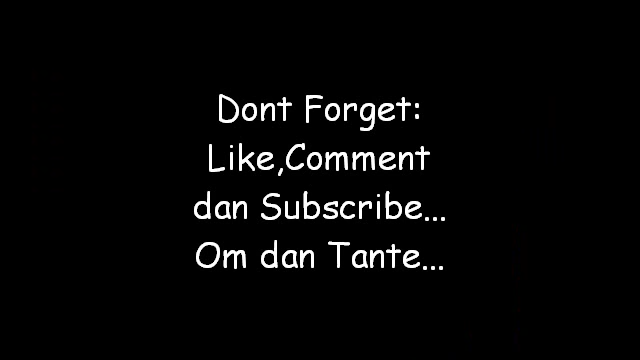 Dont Forget:
Like,Comment
dan Subscribe...
Om dan Tante...